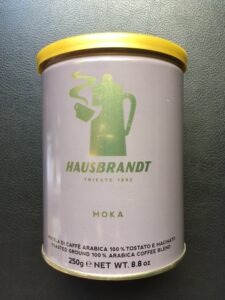 HAUSBRANDT
TRIESTE 1892
MOKA
MISCELA DI CAFFÈ ARABICA 100% TOSTATO E MACINATO
ROASTED GROUND 100% ARABICA COFFEE BLEND
250g e NET WT. 8.8 oz